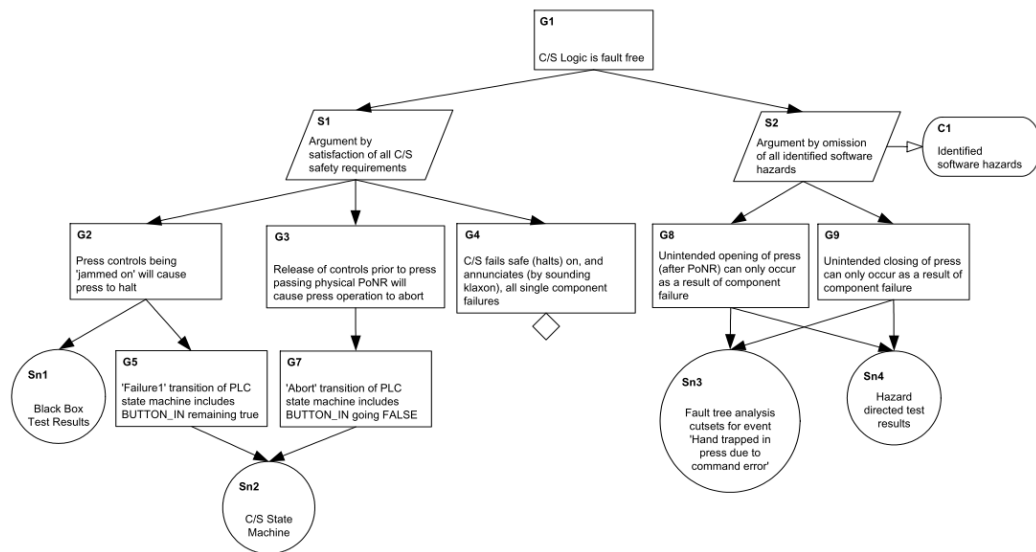 G1
C/S Logic is fault free
S1
Argument by
satisfaction of all C/S
safety requirements
S2
Argument by omission
of all identified software
hazards
C1
Identified
software hazards
G2
Press controls being
'jammed on' will cause
press to halt
G3
Release of controls prior to press
passing physical PoNR will
cause press operation to abort
G4
C/S fails safe (halts) on, and
annunciates (by sounding
klaxon), all single component
failures
G8
Unintended opening of press
(after PoNR) can only occur
as a result of component
failure
G9
Unintended closing of press
can only occur as a result of
component failure
Sn1
Black Box
Test Results
G5
'Failure1' transition of PLC
state machine includes
BUTTON_IN remaining true
G7
'Abort' transition of PLC
state machine includes
BUTTON_IN going FALSE
Sn3
Fault tree analysis
cutsets for event
'Hand trapped in
press due to
command error'
Sn4
Hazard
directed test
results
Sn2
C/S State
Machine